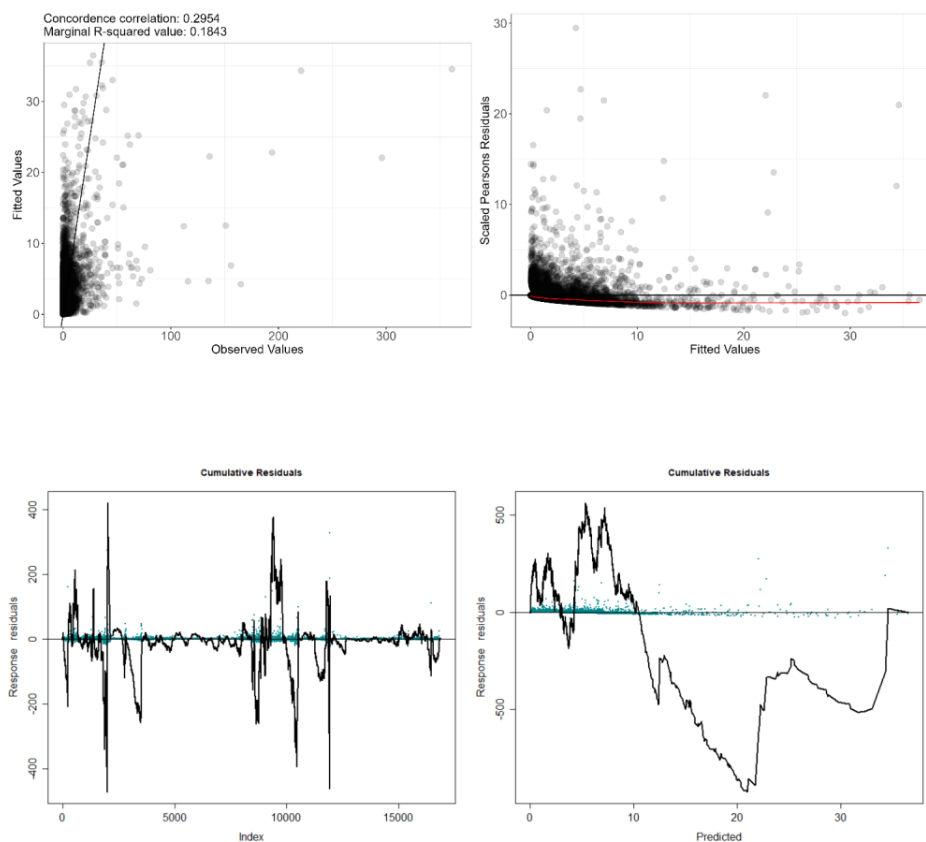 Concordence correlation: 0.2954
Marginal R-squared value: 0.1843
30
20
10
0
Fitted Values
0
100
200
300
Observed Values
30
20
10
0
Scaled Pearsons Residuals
0
10
20
30
Fitted Values
Cumulative Residuals
400
200
0
200
400
Response residuals
0
5000
10000
15000
Index
Cumulative Residuals
500
0
-500
Response residuals
0
10
20
30
Predicted